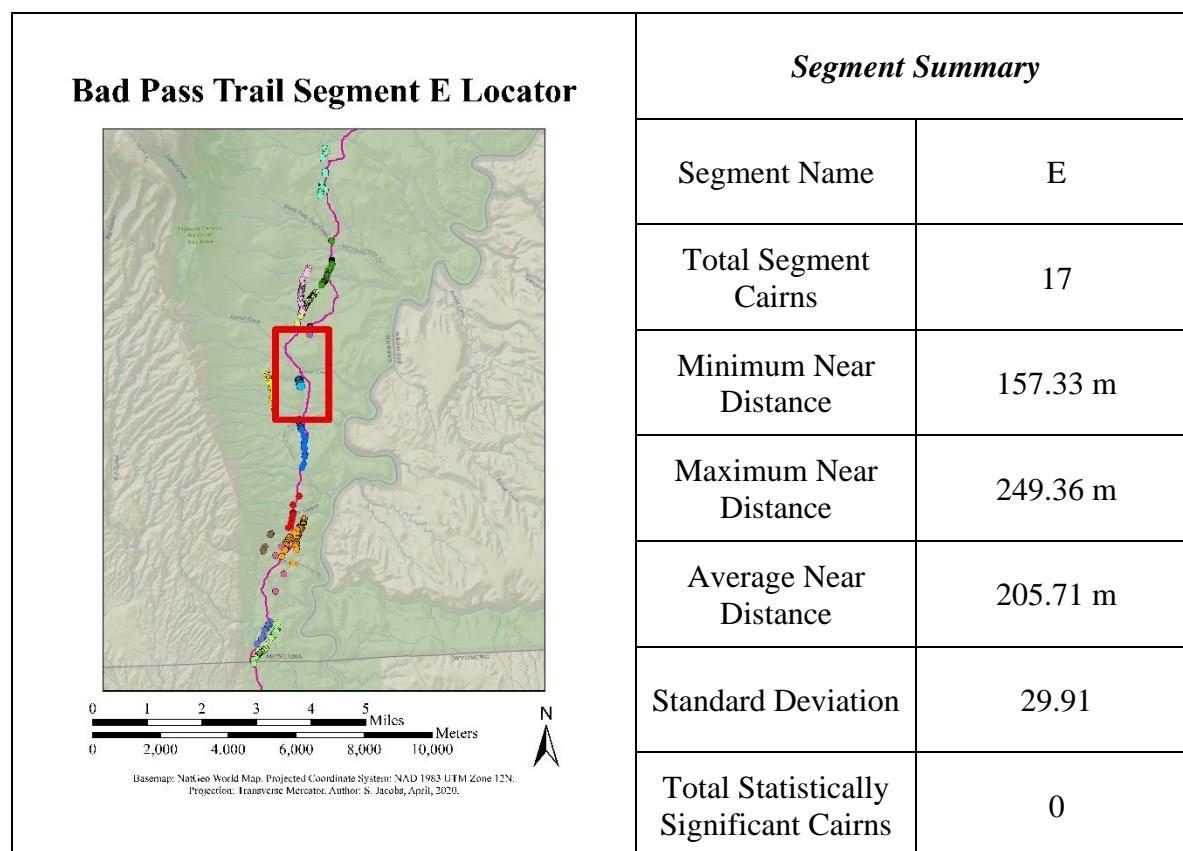 Bad Pass Trail Segment E Locator
MONTANA
WYOMING
0 1 2 3 4 5
Miles
Meters
0 2,000 4,000 6,000 8,000 10,000
N
Basemap: NatGeo World Map. Projected Coordinate System: NAD 1983 UTM Zone 12N.
Projection: Transverse Mercator. Author: S. Jacobs, April, 2020.
Segment Summary
Segment Name E
Total Segment
Cairns
17
Minimum Near
Distance
157.33 m
Maximum Near
Distance
249.36 m
Average Near
Distance
205.71 m
Standard Deviation 29.91
Total Statistically
Significant Cairns
0